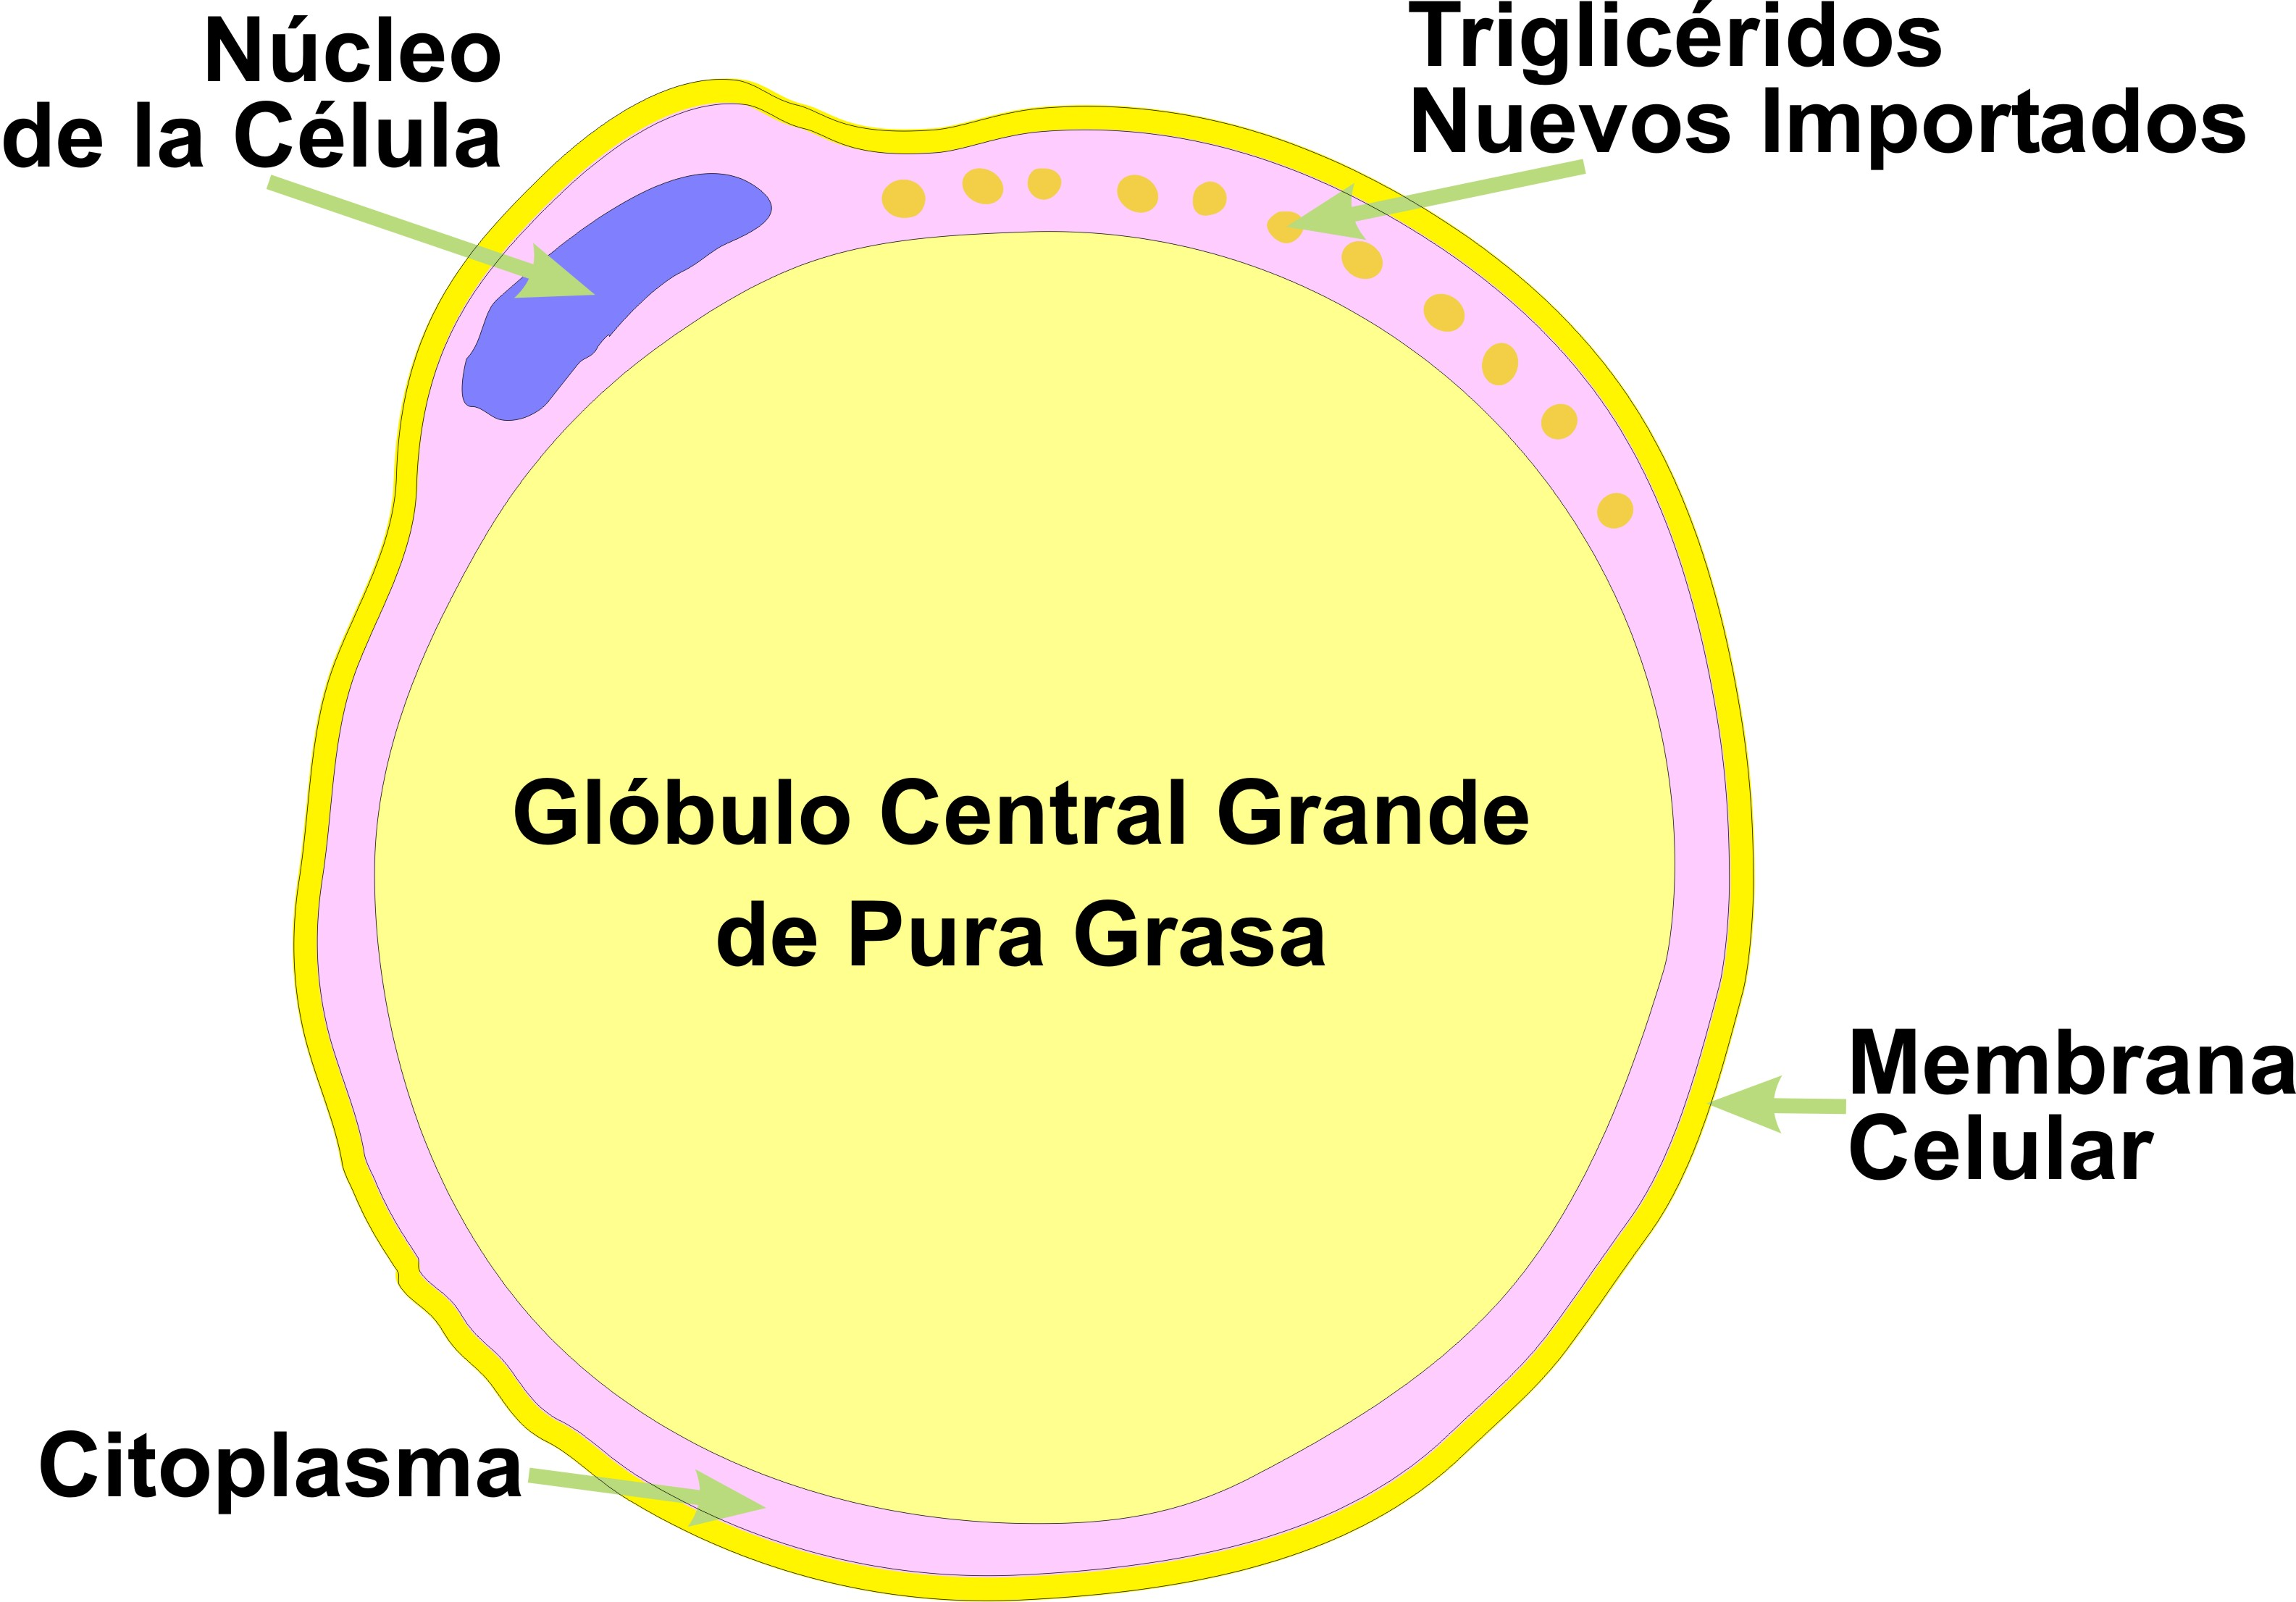 Núcleo
de la Célula
Triglicéridos
Nuevos Importados
Glóbulo Central Grande
de Pura Grasa
Membrana
Celular
Citoplasma